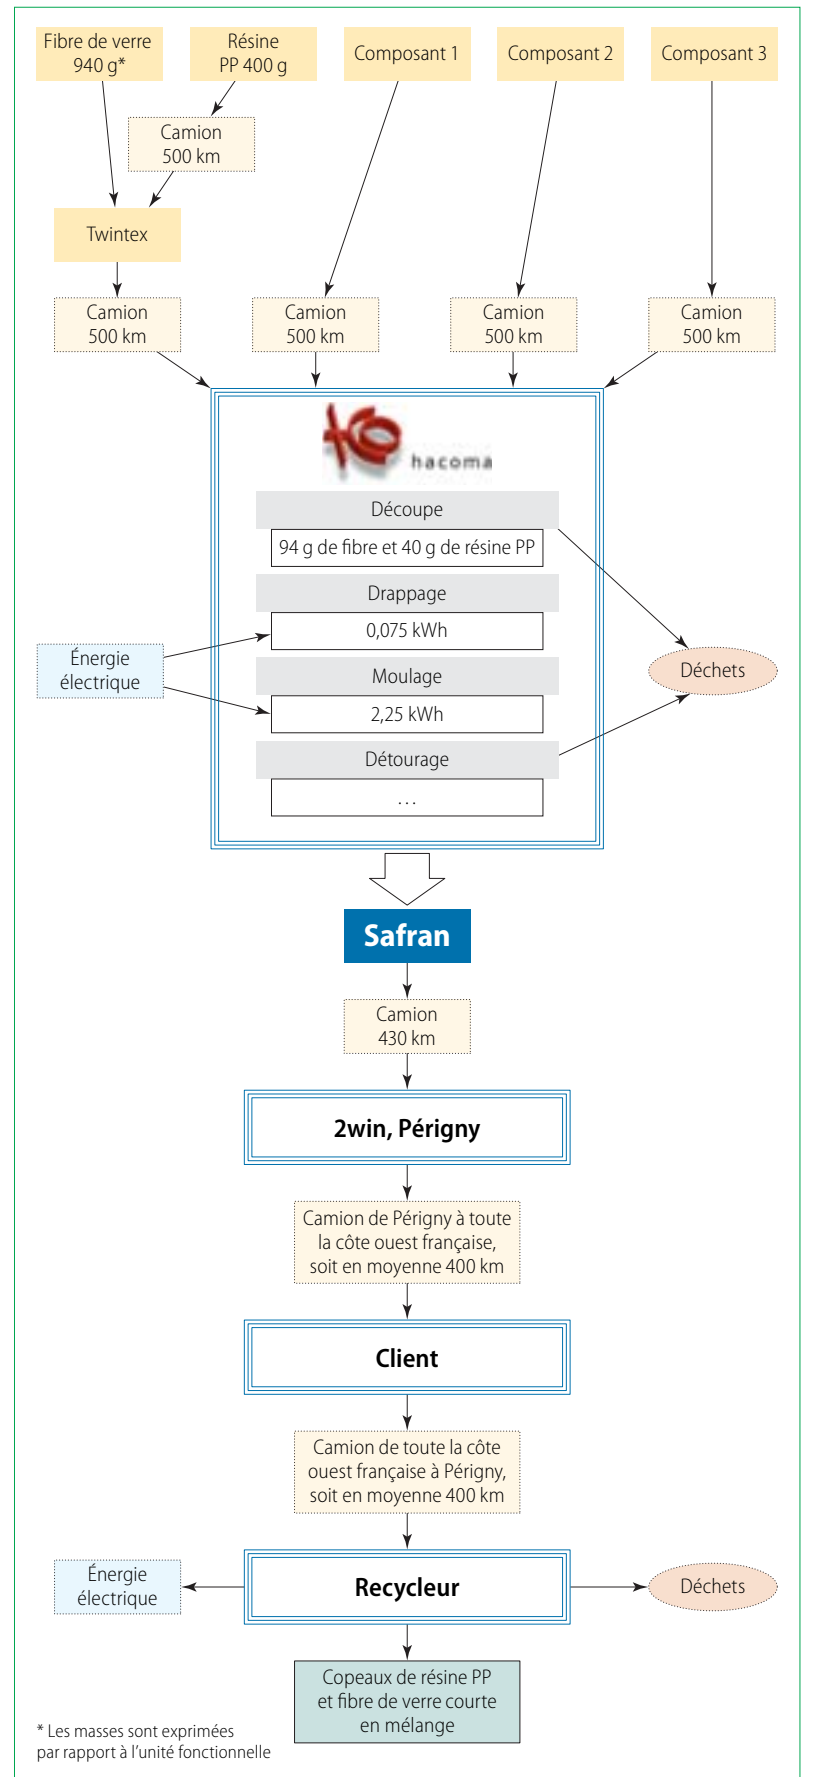 Fibre de verre
940 g*
Résine
PP 400 g
Composant 1
Composant 2
Composant 3
Camion
500 km
Twintex
Camion
500 km
Camion
500 km
Camion
500 km
Camion
500 km
hacoma
Découpe
94 g de fibre et 40 g de résine PP
Drappage
0,075 kWh
Énergie
électrique
Moulage
2,25 kWh
Déchets
Détourage
...
Safran
Camion
430 km
2win, Périgny
Camion de Périgny à toute
la côte ouest française,
soit en moyenne 400 km
Client
Camion de toute la côte
ouest française à Périgny,
soit en moyenne 400 km
Énergie
électrique
Recycleur
Déchets
Copeaux de résine PP
et fibre de verre courte
en mélange
* Les masses sont exprimées
par rapport à l'unité fonctionnelle